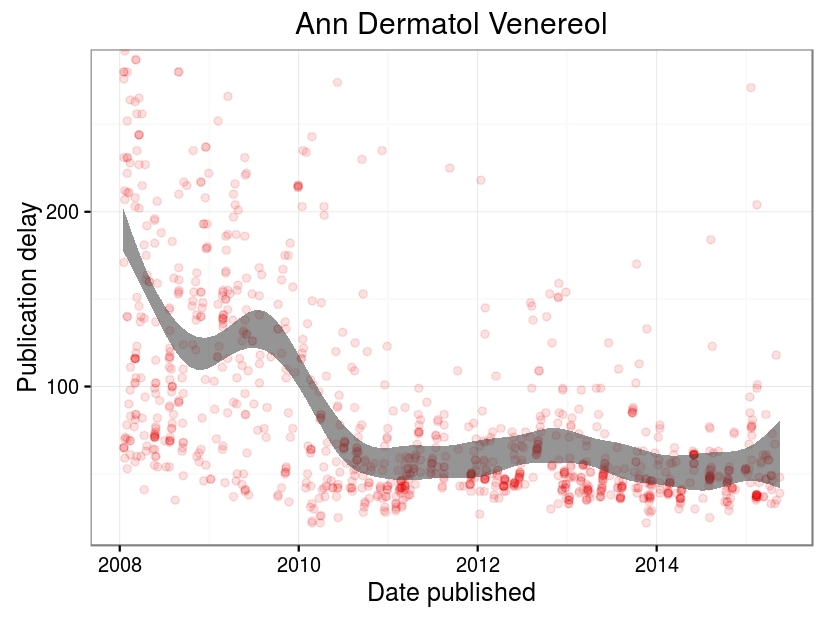 Ann Dermatol Venereol
Publication delay
200
100
2008
2010
2012
2014
Date published